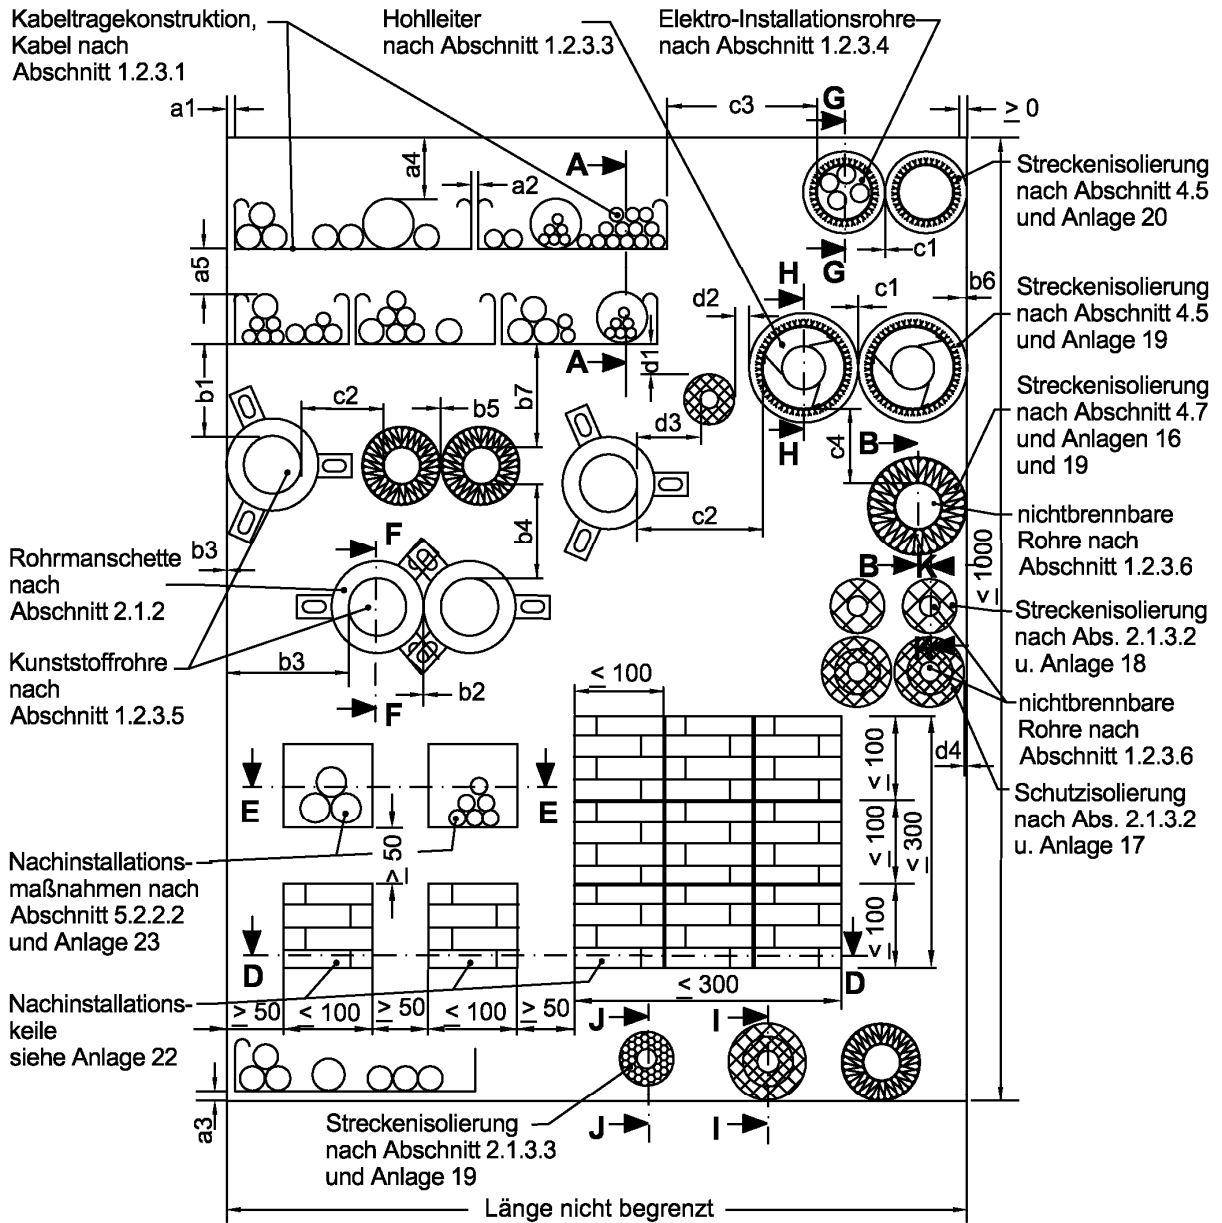 Kabeltragekonstruktion,
Kabel nach
Abschnitt 1.2.3.1
Hohlleiter
nach Abschnitt 1.2.3.3
Elektro-Installationsrohre
nach Abschnitt 1.2.3.4
a1
c3
G
≥ 0
a4
a2
A
Streckenisolierung
nach Abschnitt 4.5
und Anlage 20
a5
c1
H
G
d2
c1
b6
Streckenisolierung
nach Abschnitt 4.5
und Anlage 19
A
d1
b1
c2
b5
b7
d3
H
c4
B
Streckenisolierung
nach Abschnitt 4.7
und Anlagen 16
und 19
c2
b4
F
nichtbrennbare
Rohre nach
Abschnitt 1.2.3.6
≤ 1000
b3
B
K
Rohrmanschette
nach
Abschnitt 2.1.2
Streckenisolierung
nach Abs. 2.1.3.2
u. Anlage 18
K
Kunststoffrohre
nach
Abschnitt 1.2.3.5
b3
b2
F
≤ 100
nichtbrennbare
Rohre nach
Abschnitt 1.2.3.6
d4
≤ 100
E
E
Schutzisolierung
nach Abs. 2.1.3.2
u. Anlage 17
≥ 50
≤ 100
≤ 300
Nachinstallations-
maßnahmen nach
Abschnitt 5.2.2.2
und Anlage 23
≤ 100
D
D
Nachinstallations-
keile
siehe Anlage 22
≥ 50
≤ 100
≥ 50
≤ 100
≥ 50
≤ 300
J
I
a3
J
I
Streckenisolierung
nach Abschnitt 2.1.3.3
und Anlage 19
Länge nicht begrenzt